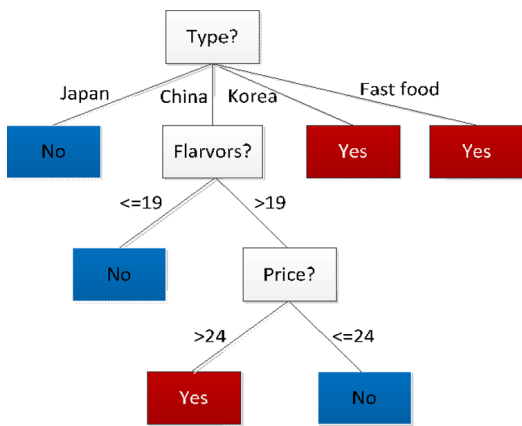 Type?
Japan
China
Korea
Fast food
No
Flarvors?
Yes
Yes
<=19
>19
No
Price?
>24
<=24
Yes
No